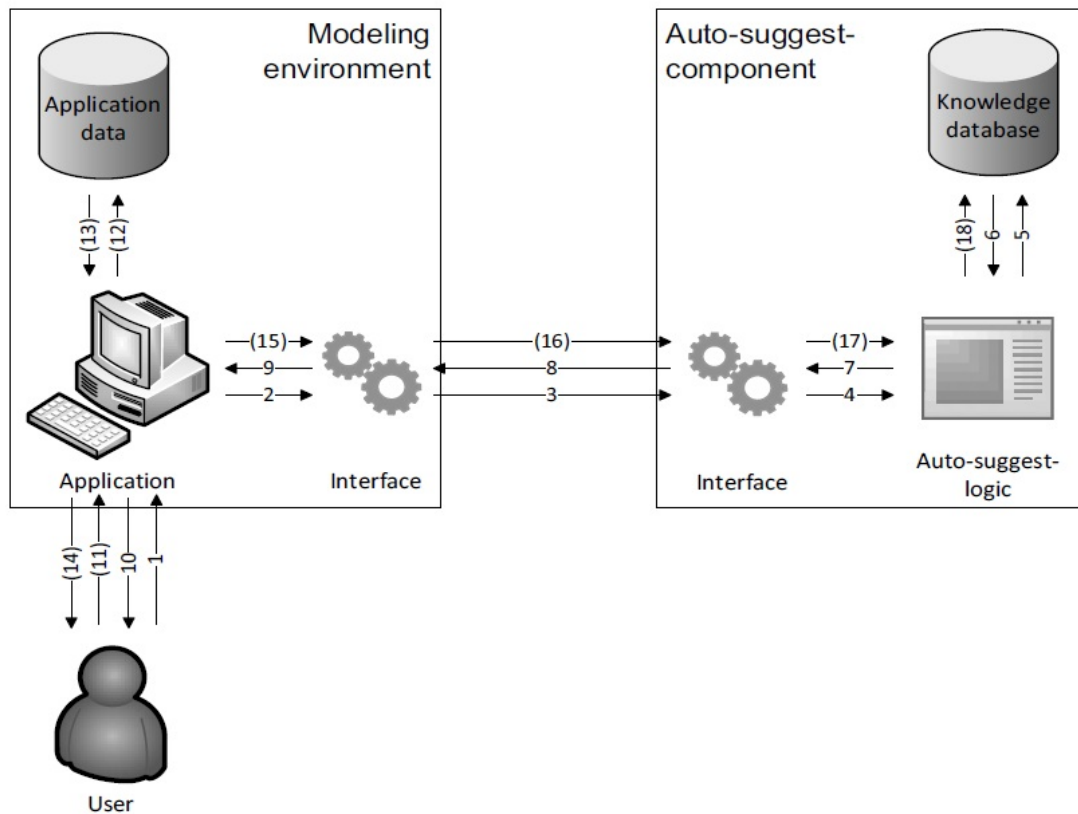 Modeling
environment
Auto-suggest-
component
Application
data
Knowledge
database
(13)
(12)
(18)
6
5
(15)
(16)
(17)
9
8
7
2
3
4
Application
Interface
Interface
Auto-suggest-
logic
(14)
(11)
10
1
User